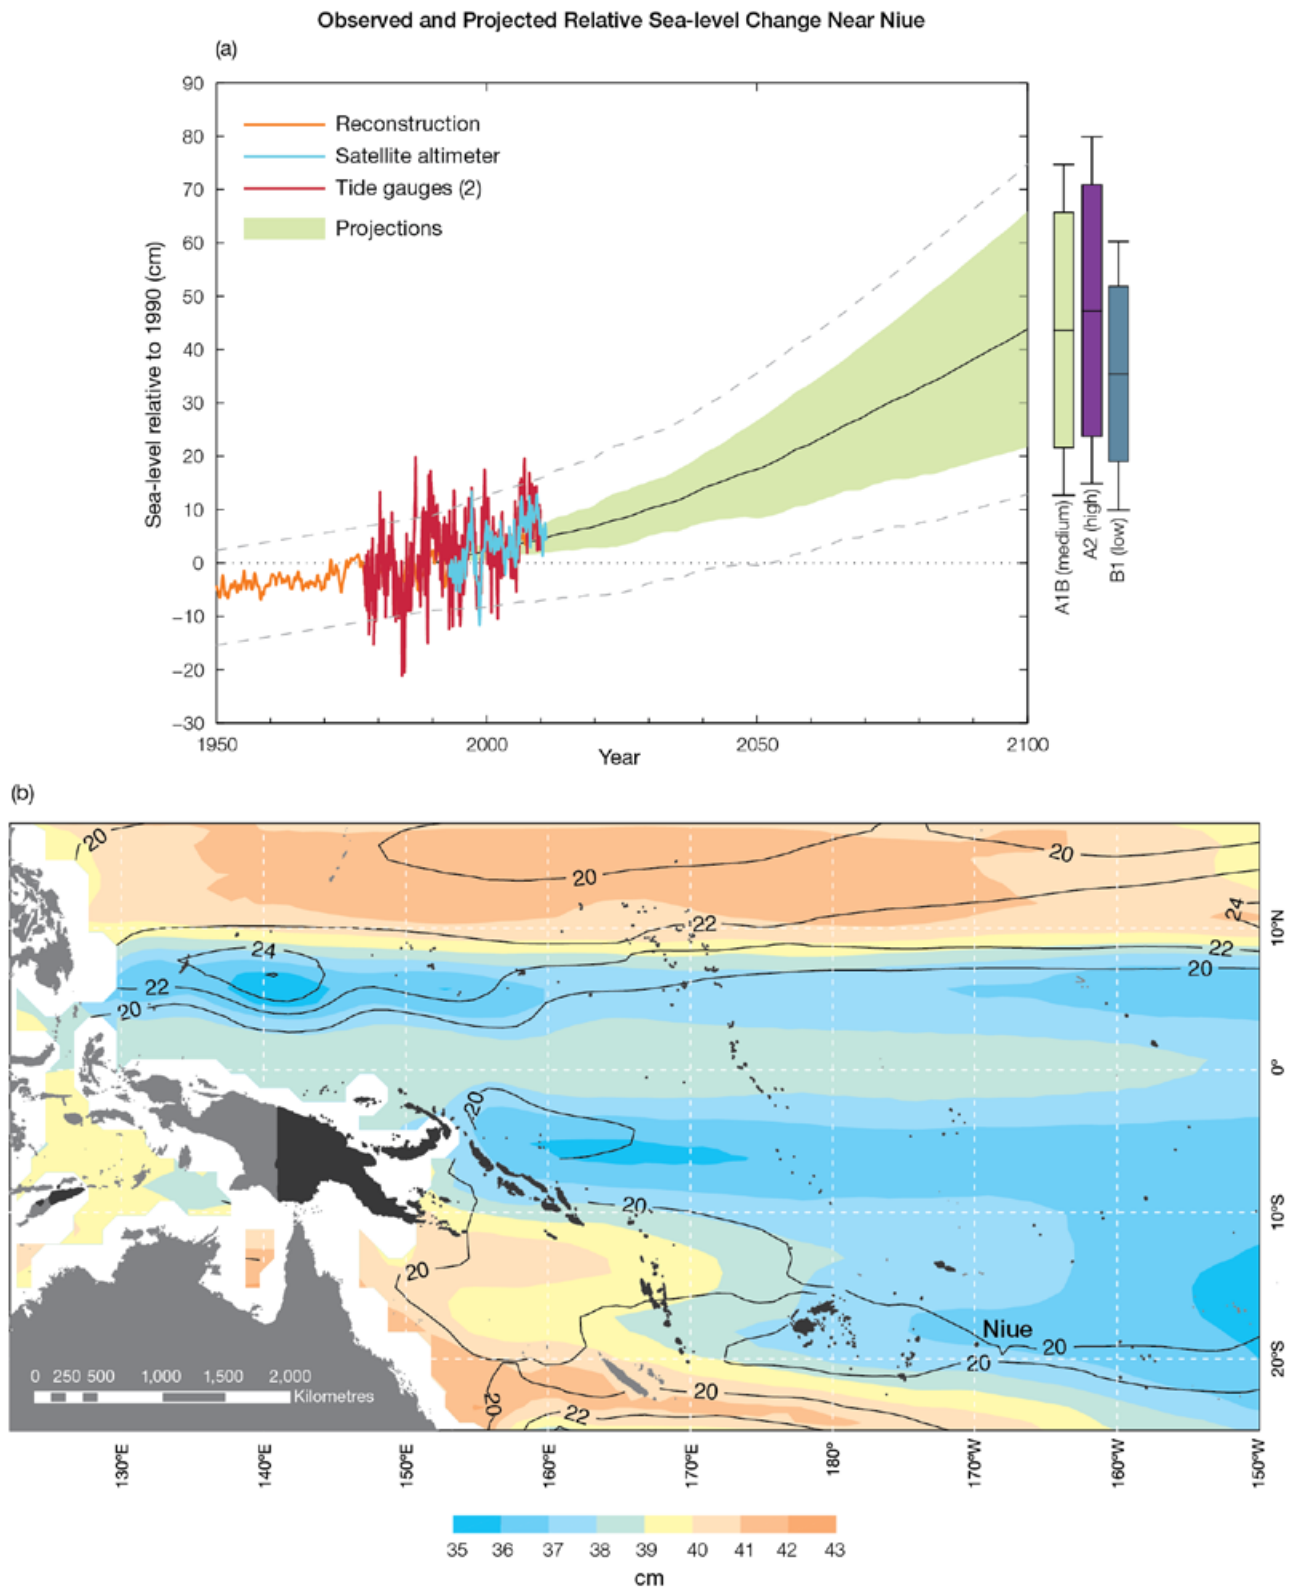 Observed and Projected Relative Sea-level Change Near Niue
(a)
90
80
70
60
50
40
30
20
10
0
−10
−20
−30
Sea-level relative to 1990 (cm)
Reconstruction
Satellite altimeter
Tide gauges (2)
Projections
1950
2000
2050
2100
Year
A1B (medium)
A2 (high)
B1 (low)
(b)
20
20
20
22
24
24
22
22
20
20
20
20
20
Niue
20
20
20
20
22
10°N
0°
10°S
20°S
0 250 500 1,000 1,500 2,000
Kilometres
130°E
140°E
150°E
160°E
170°E
180°
170°W
160°W
150°W
35 36 37 38 39 40 41 42 43
cm